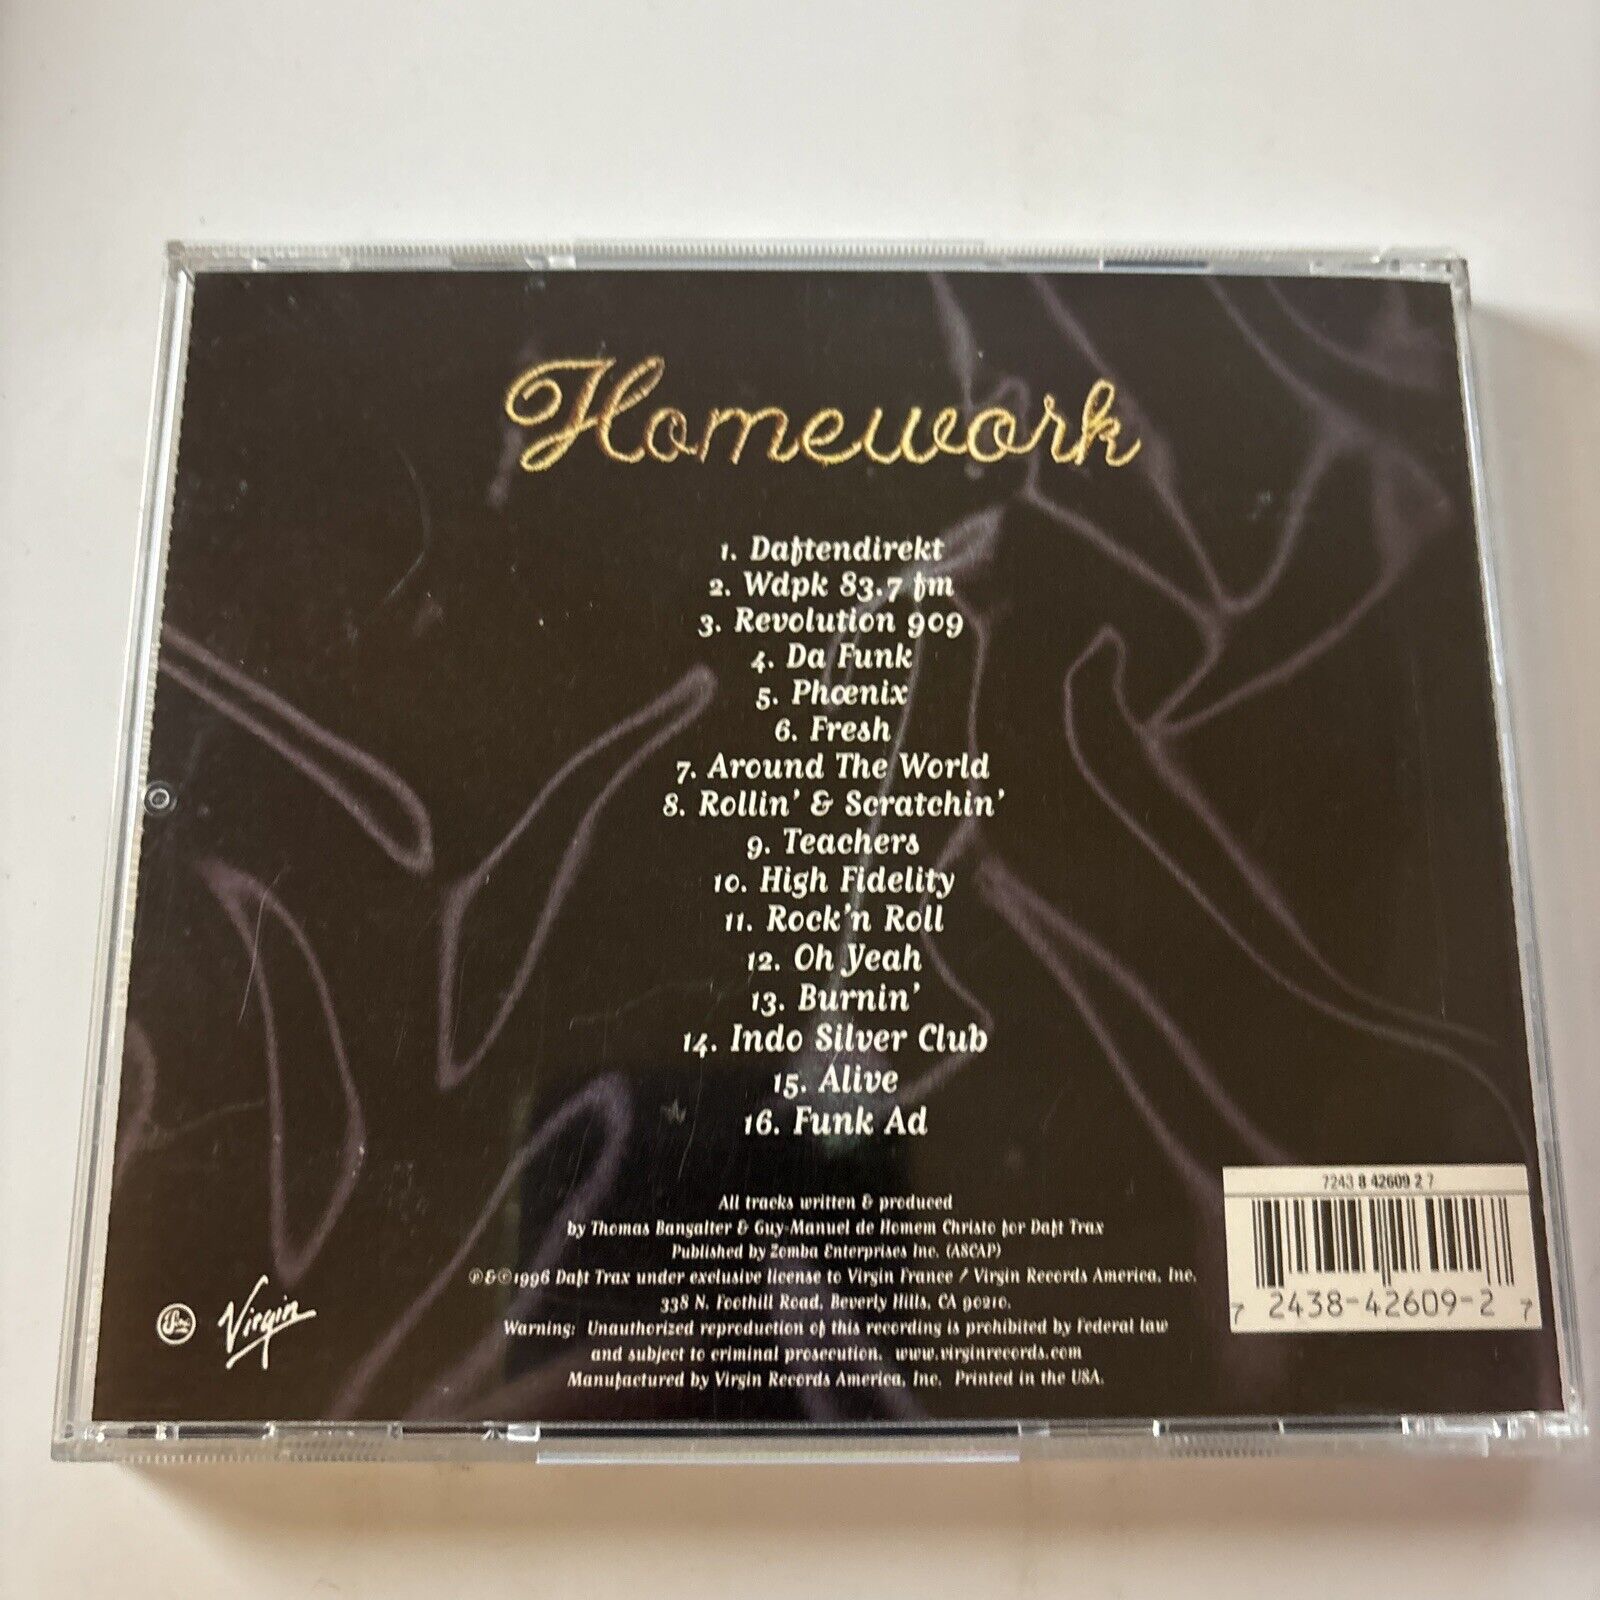 Homework
1. Daftendirekt
2. Wdpk 83.7 fm
3. Revolution 909
4. Da Funk
5. Phœnix
6. Fresh
7. Around The World
8. Rollin' & Scratchin'
9. Teachers
10. High Fidelity
11. Rock'n Roll
12. Oh Yeah
13. Burnin'
14. Indo Silver Club
15. Alive
16. Funk Ad
All tracks written & produced
by Thomas Bangalter & Guy-Manuel de Homem Christo for Daft Trax
Published by Zomba Enterprises Inc. (ASCAP)
℗&©1996 Daft Trax under exclusive license to Virgin France / Virgin Records America, Inc.
338 N. Foothill Road, Beverly Hills, CA 90210.
Warning: Unauthorized reproduction of this recording is prohibited by Federal law
and subject to criminal prosecution. www.virginrecords.com
Manufactured by Virgin Records America, Inc. Printed in the USA.
Virgin
7243 8 42609 2 7
7 2438-42609-2 7